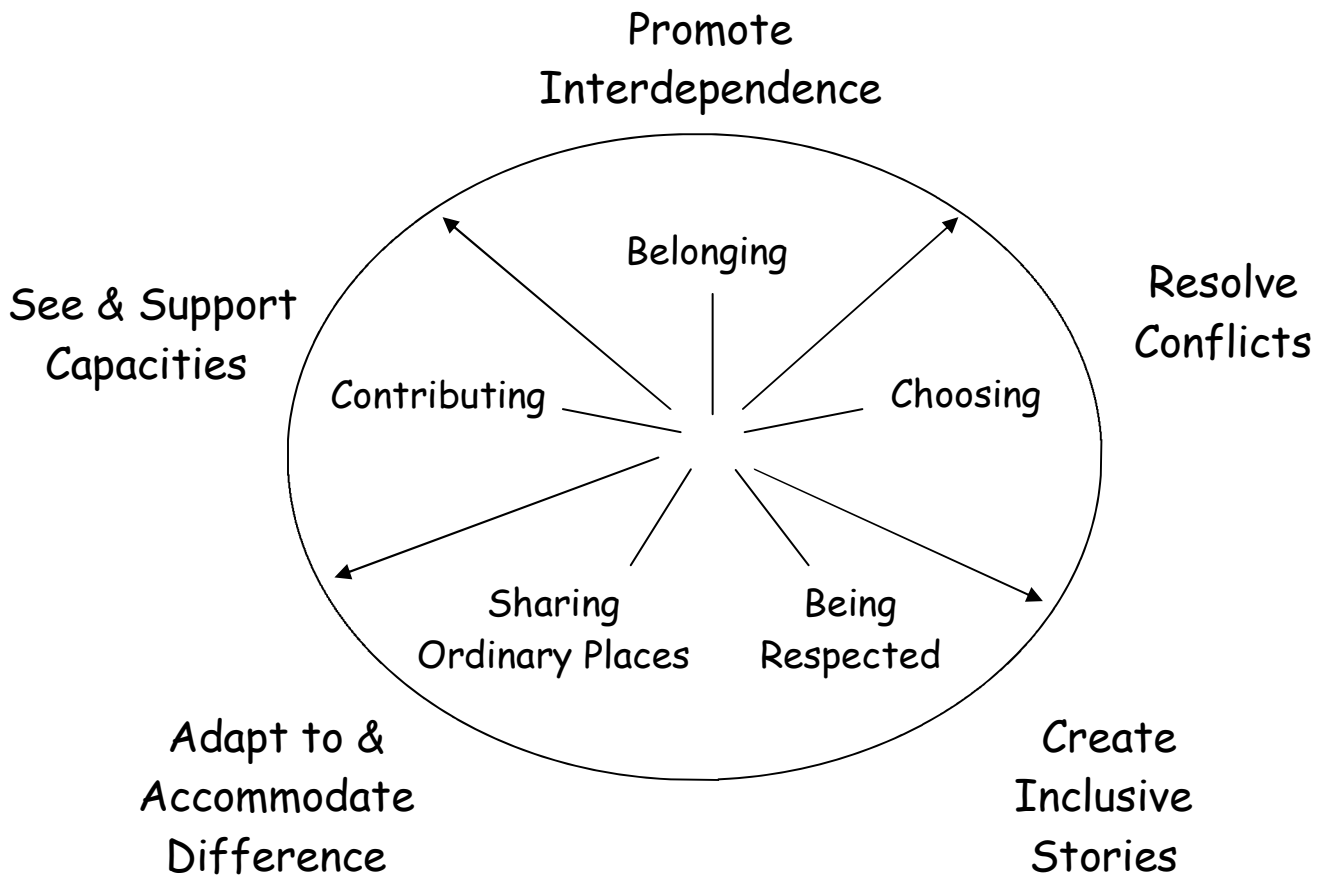 Promote
Interdependence
Belonging
See & Support
Capacities
Resolve
Conflicts
Contributing
Choosing
Sharing
Ordinary Places
Being
Respected
Adapt to &
Accommodate
Difference
Create
Inclusive
Stories